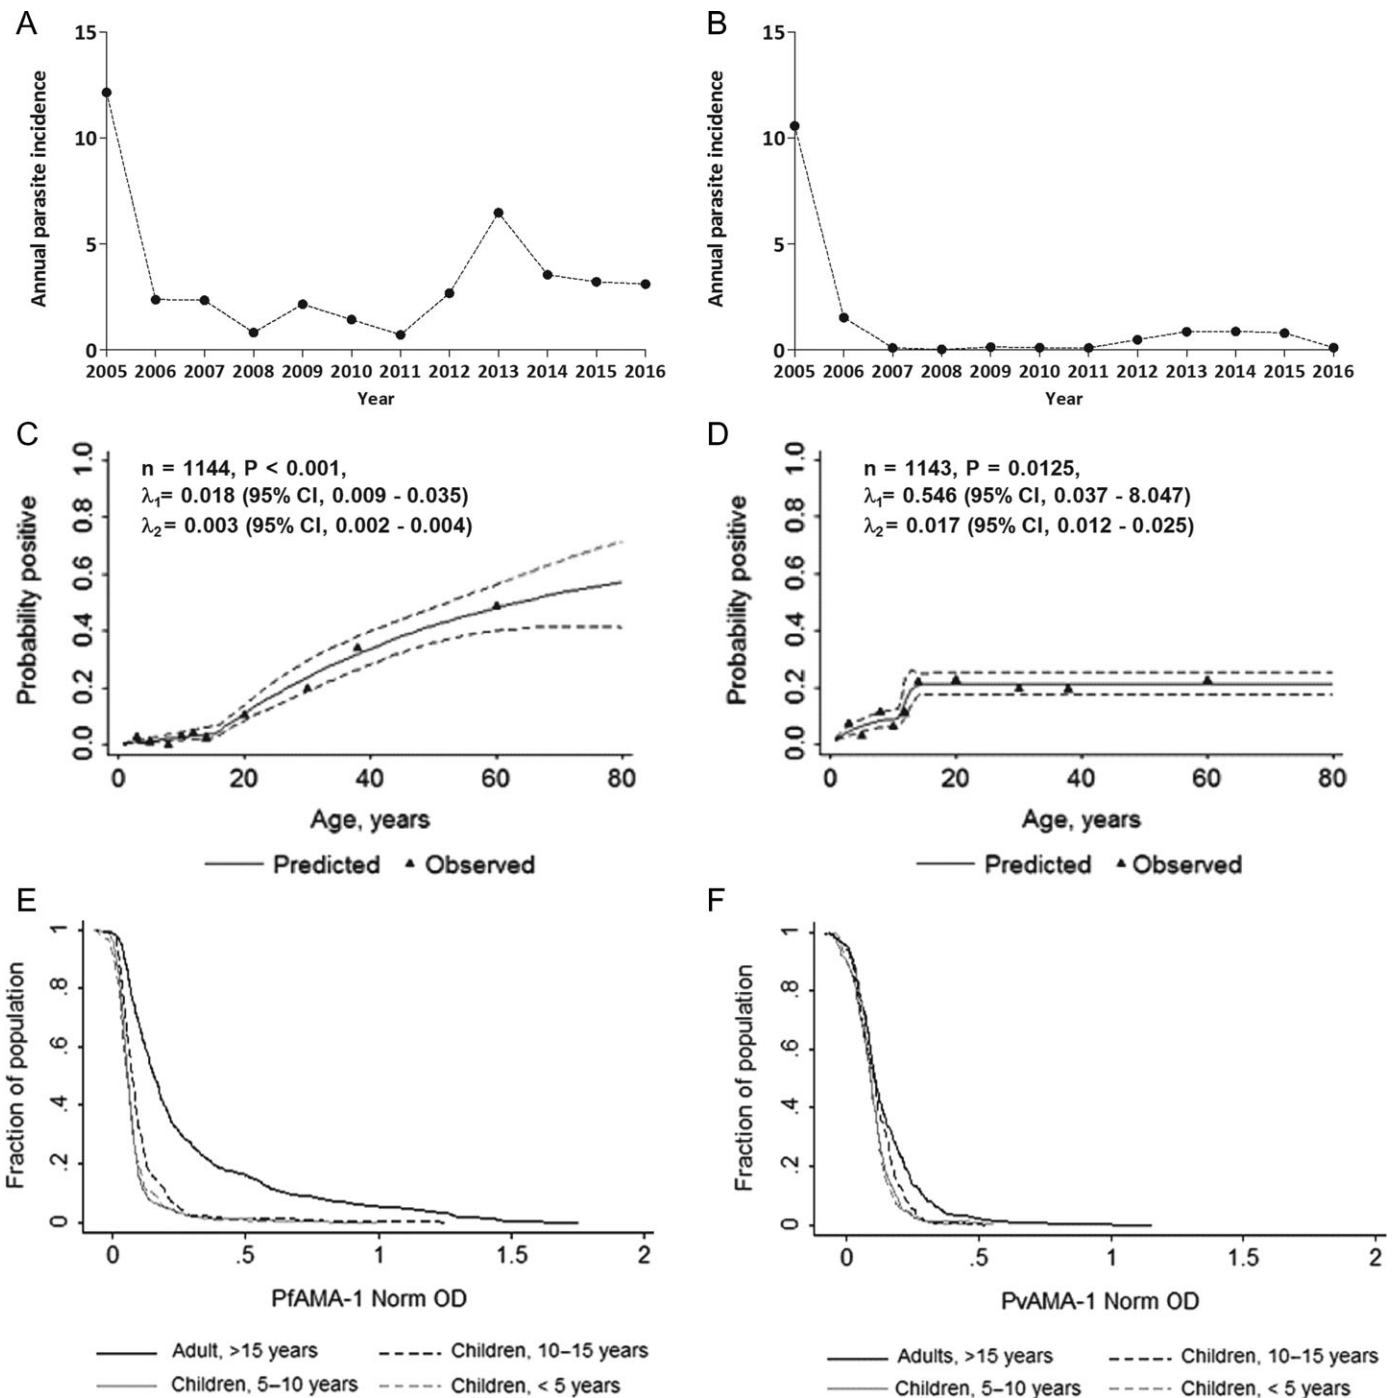 A
15
10
5
0
Annual parasite incidence
2005 2006 2007 2008 2009 2010 2011 2012 2013 2014 2015 2016
Year
B
15
10
5
0
Annual parasite incidence
2005 2006 2007 2008 2009 2010 2011 2012 2013 2014 2015 2016
Year
C
n = 1144, P < 0.001,
λ1= 0.018 (95% CI, 0.009 - 0.035)
λ2= 0.003 (95% CI, 0.002 - 0.004)
1.0
0.8
0.6
0.4
0.2
0.0
Probability positive
0 20 40 60 80
Age, years
Predicted Observed
D
n = 1143, P = 0.0125,
λ1= 0.546 (95% CI, 0.037 - 8.047)
λ2= 0.017 (95% CI, 0.012 - 0.025)
1.0
0.8
0.6
0.4
0.2
0.0
Probability positive
0 20 40 60 80
Age, years
Predicted Observed
E
1
.8
.6
.4
.2
0
Fraction of population
0 .5 1 1.5 2
PfAMA-1 Norm OD
Adult, >15 years Children, 10–15 years
Children, 5–10 years Children, < 5 years
F
1
.8
.6
.4
.2
0
Fraction of population
0 .5 1 1.5 2
PvAMA-1 Norm OD
Adults, >15 years Children, 10–15 years
Children, 5–10 years Children, < 5 years